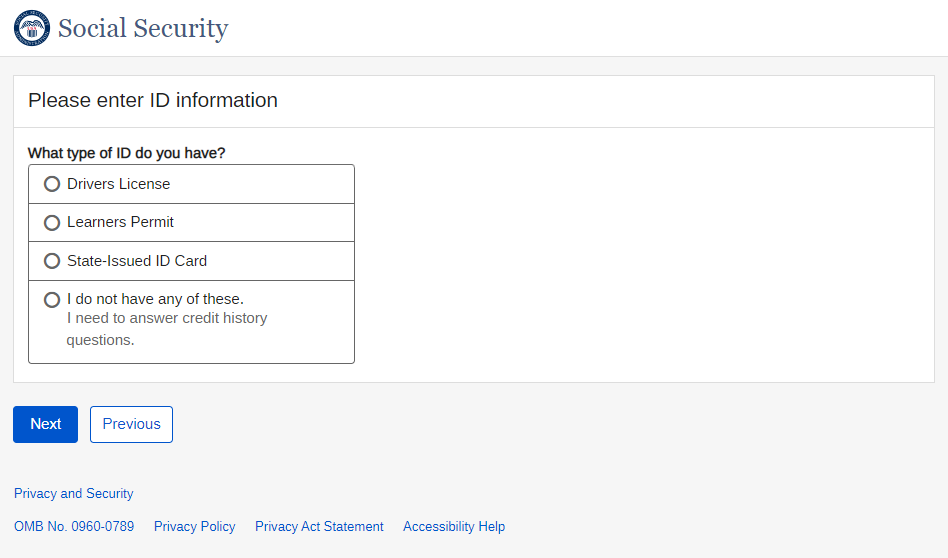 Social Security
Please enter ID information
What type of ID do you have?
Drivers License
Learners Permit
State-Issued ID Card
I do not have any of these.
I need to answer credit history
questions.
Next Previous
Privacy and Security
OMB No. 0960-0789 Privacy Policy Privacy Act Statement Accessibility Help